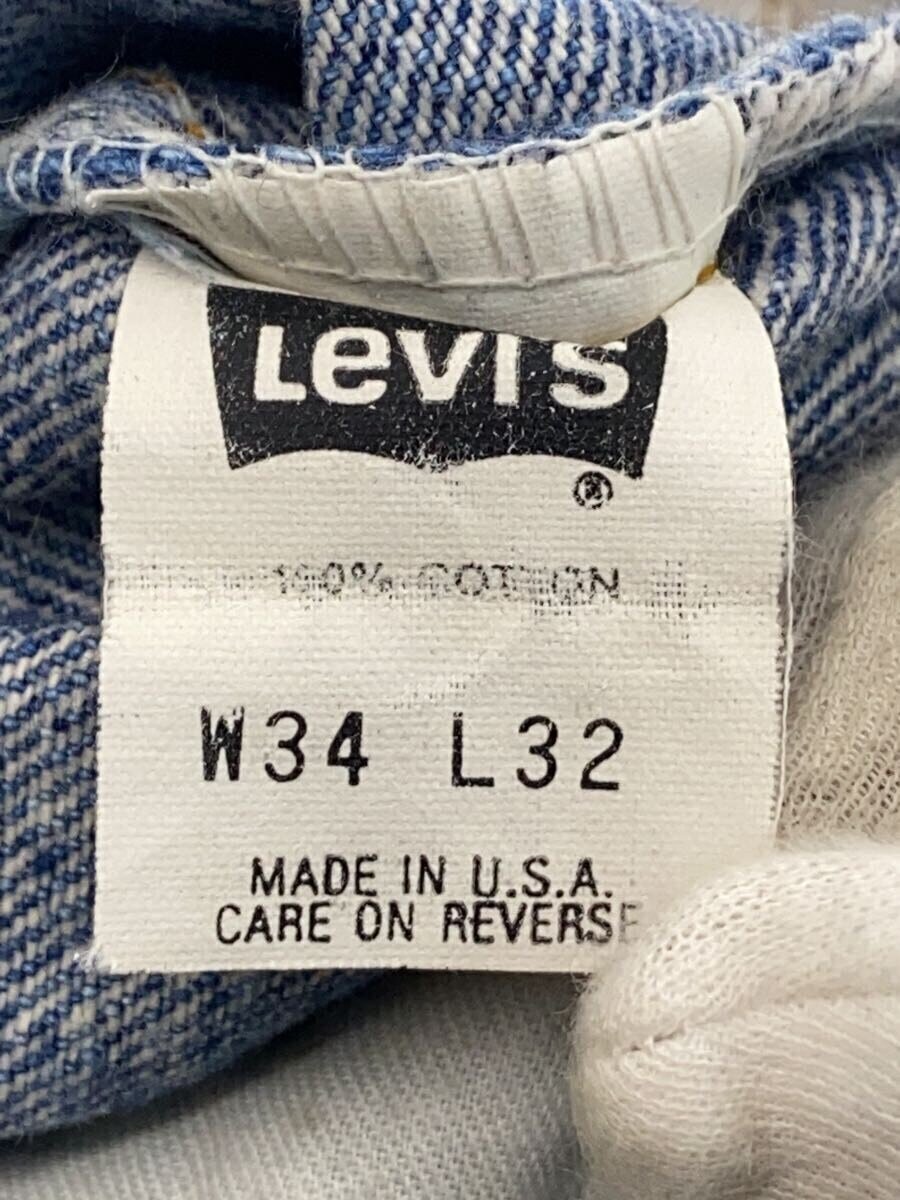 Levi's
®
100% COTTON
W34 L32
MADE IN U.S.A.
CARE ON REVERSE